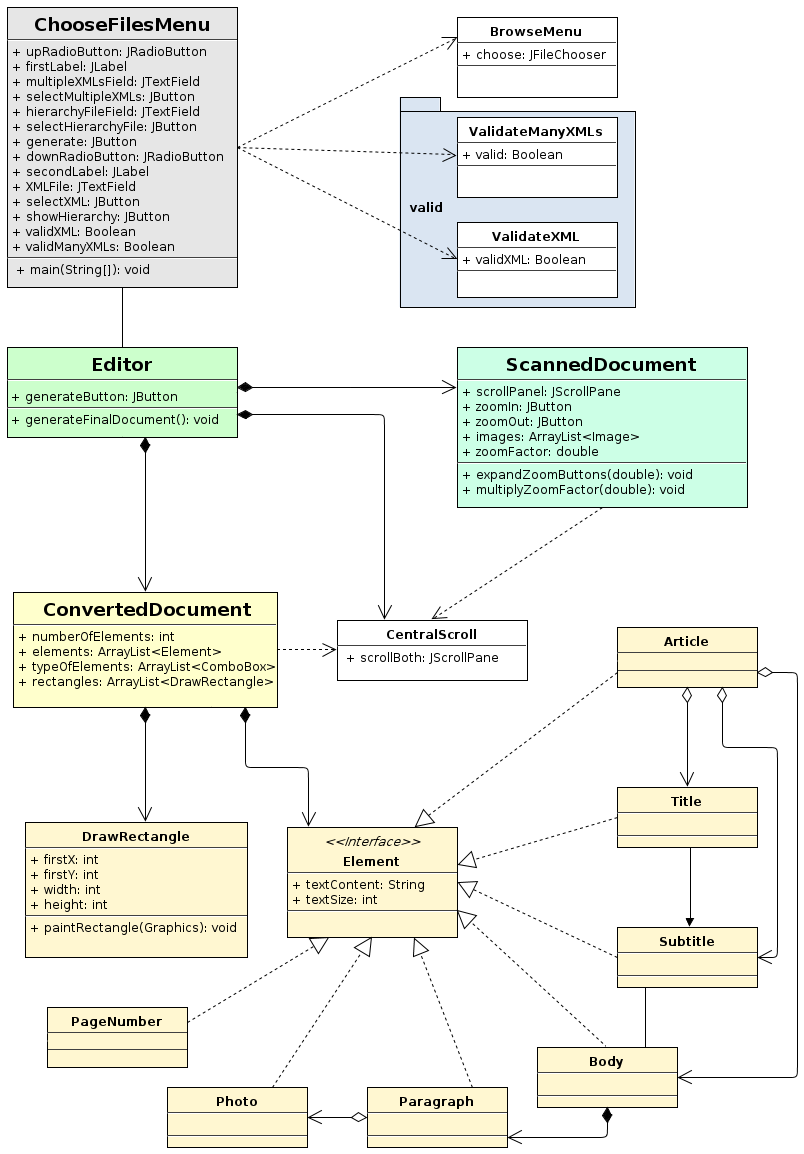 ChooseFilesMenu
+ upRadioButton: JRadioButton
+ firstLabel: JLabel
+ multipleXMLsField: JTextField
+ selectMultipleXMLs: JButton
+ hierarchyFileField: JTextField
+ selectHierarchyFile: JButton
+ generate: JButton
+ downRadioButton: JRadioButton
+ secondLabel: JLabel
+ XMLFile: JTextField
+ selectXML: JButton
+ showHierarchy: JButton
+ validXML: Boolean
+ validManyXMLs: Boolean
+ main(String[]): void
BrowseMenu
+ choose: JFileChooser
valid
ValidateManyXMLs
+ valid: Boolean
ValidateXML
+ validXML: Boolean
Editor
+ generateButton: JButton
+ generateFinalDocument(): void
ScannedDocument
+ scrollPanel: JScrollPane
+ zoomIn: JButton
+ zoomOut: JButton
+ images: ArrayList<Image>
+ zoomFactor: double
+ expandZoomButtons(double): void
+ multiplyZoomFactor(double): void
ConvertedDocument
+ numberOfElements: int
+ elements: ArrayList<Element>
+ typeOfElements: ArrayList<ComboBox>
+ rectangles: ArrayList<DrawRectangle>
CentralScroll
+ scrollBoth: JScrollPane
Article
Title
DrawRectangle
+ firstX: int
+ firstY: int
+ width: int
+ height: int
+ paintRectangle(Graphics): void
<<Interface>>
Element
+ textContent: String
+ textSize: int
Subtitle
PageNumber
Body
Photo
Paragraph